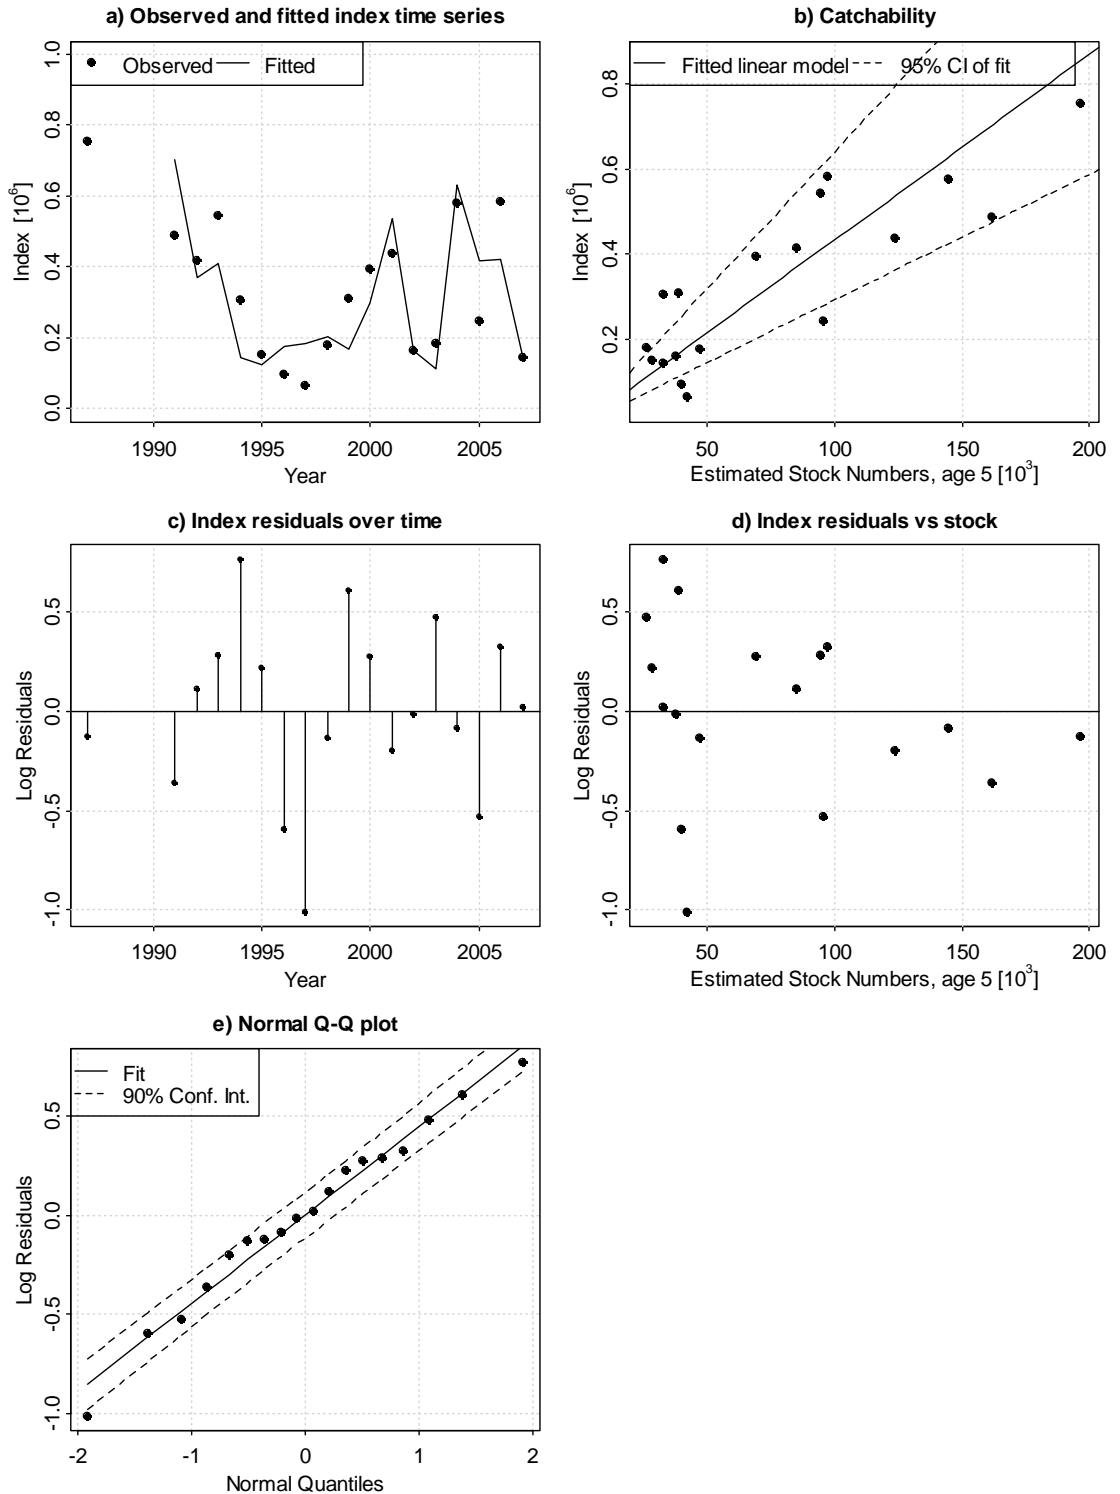 a) Observed and fitted index time series
Observed Fitted
Index [10^6]
0.0 0.2 0.4 0.6 0.8 1.0
1990 1995 2000 2005
Year
b) Catchability
Fitted linear model 95% CI of fit
Index [10^6]
0.2 0.4 0.6 0.8
50 100 150 200
Estimated Stock Numbers, age 5 [10^3]
c) Index residuals over time
Log Residuals
-1.0 -0.5 0.0 0.5
1990 1995 2000 2005
Year
d) Index residuals vs stock
Log Residuals
-1.0 -0.5 0.0 0.5
50 100 150 200
Estimated Stock Numbers, age 5 [10^3]
e) Normal Q-Q plot
Fit
90% Conf. Int.
Log Residuals
-1.0 -0.5 0.0 0.5
-2 -1 0 1 2
Normal Quantiles